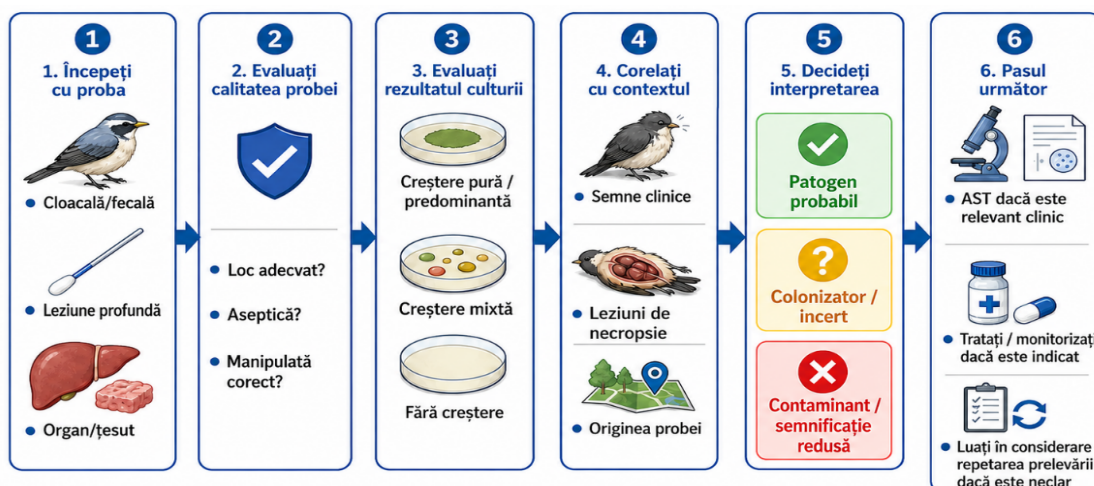 1
1. Începeți
cu proba
• Cloacală/fecală
• Leziune profundă
• Organ/țesut
2
2. Evaluați
calitatea probei
• Loc adecvat?
• Aseptică?
• Manipulată
corect?
3
3. Evaluați
rezultatul culturii
Creștere pură /
predominantă
Creștere mixtă
Fără creștere
4
4. Corelați
cu contextul
• Semne clinice
• Leziuni de
necropsie
• Originea probei
5
5. Decideți
interpretarea
Patogen
probabil
?
Colonizator /
incert
Contaminant /
semnificație
redusă
6
6. Pasul
următor
• AST dacă este
relevant clinic
• Tratați / monitorizați
dacă este indicat
• Luați în considerare
repetarea prelevării
dacă este neclar